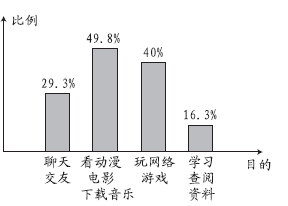 比例
49.8%
40%
29.3%
16.3%
聊天
交友
看动漫
电影
下载音乐
玩网络
游戏
学习
查阅
资料
目的